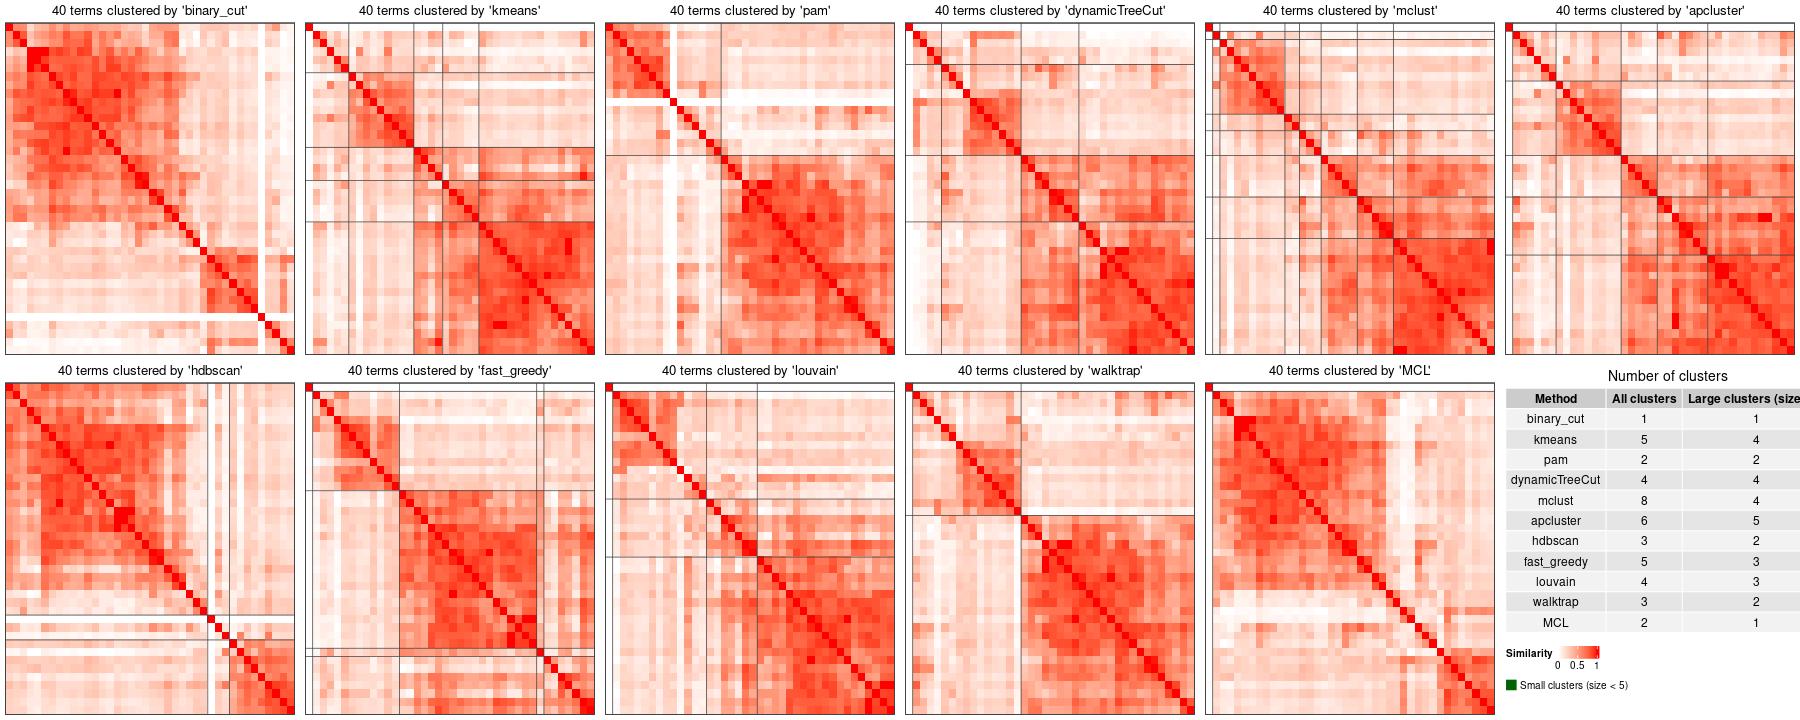 40 terms clustered by 'binary_cut'
40 terms clustered by 'kmeans'
40 terms clustered by 'pam'
40 terms clustered by 'dynamicTreeCut'
40 terms clustered by 'mclust'
40 terms clustered by 'apcluster'
40 terms clustered by 'hdbscan'
40 terms clustered by 'fast_greedy'
40 terms clustered by 'louvain'
40 terms clustered by 'walktrap'
40 terms clustered by 'MCL'
Number of clusters
Method All clusters Large clusters (size
binary_cut 1 1
kmeans 5 4
pam 2 2
dynamicTreeCut 4 4
mclust 8 4
apcluster 6 5
hdbscan 3 2
fast_greedy 5 3
louvain 4 3
walktrap 3 2
MCL 2 1
Similarity
0 0.5 1
Small clusters (size < 5)